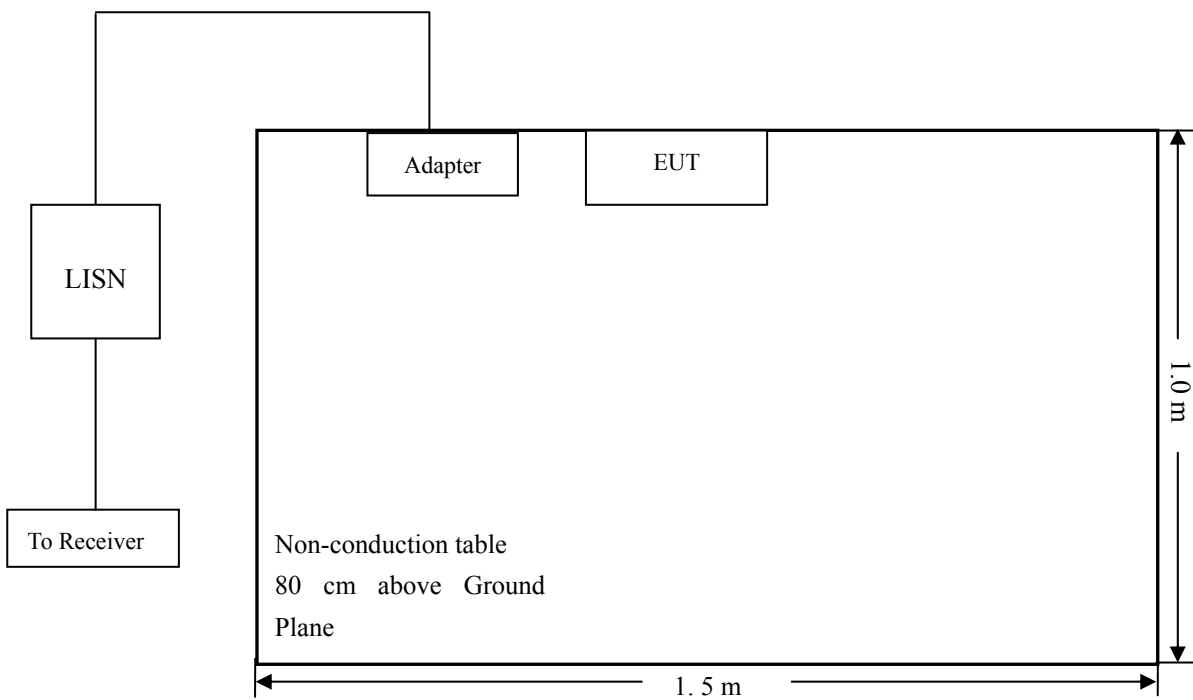 Adapter
EUT
LISN
1.0 m
To Receiver
Non-conduction table
80 cm above Ground
Plane
1. 5 m